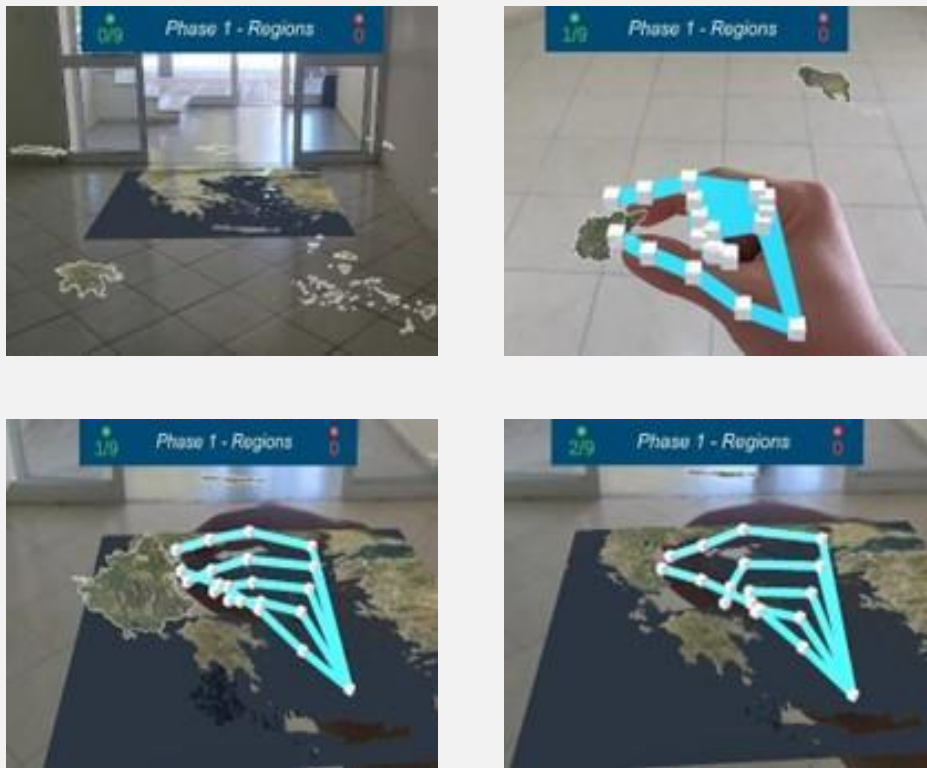 0/9 Phase 1 - Regions 0
1/9 Phase 1 - Regions 0
1/9 Phase 1 - Regions 0
2/9 Phase 1 - Regions 0